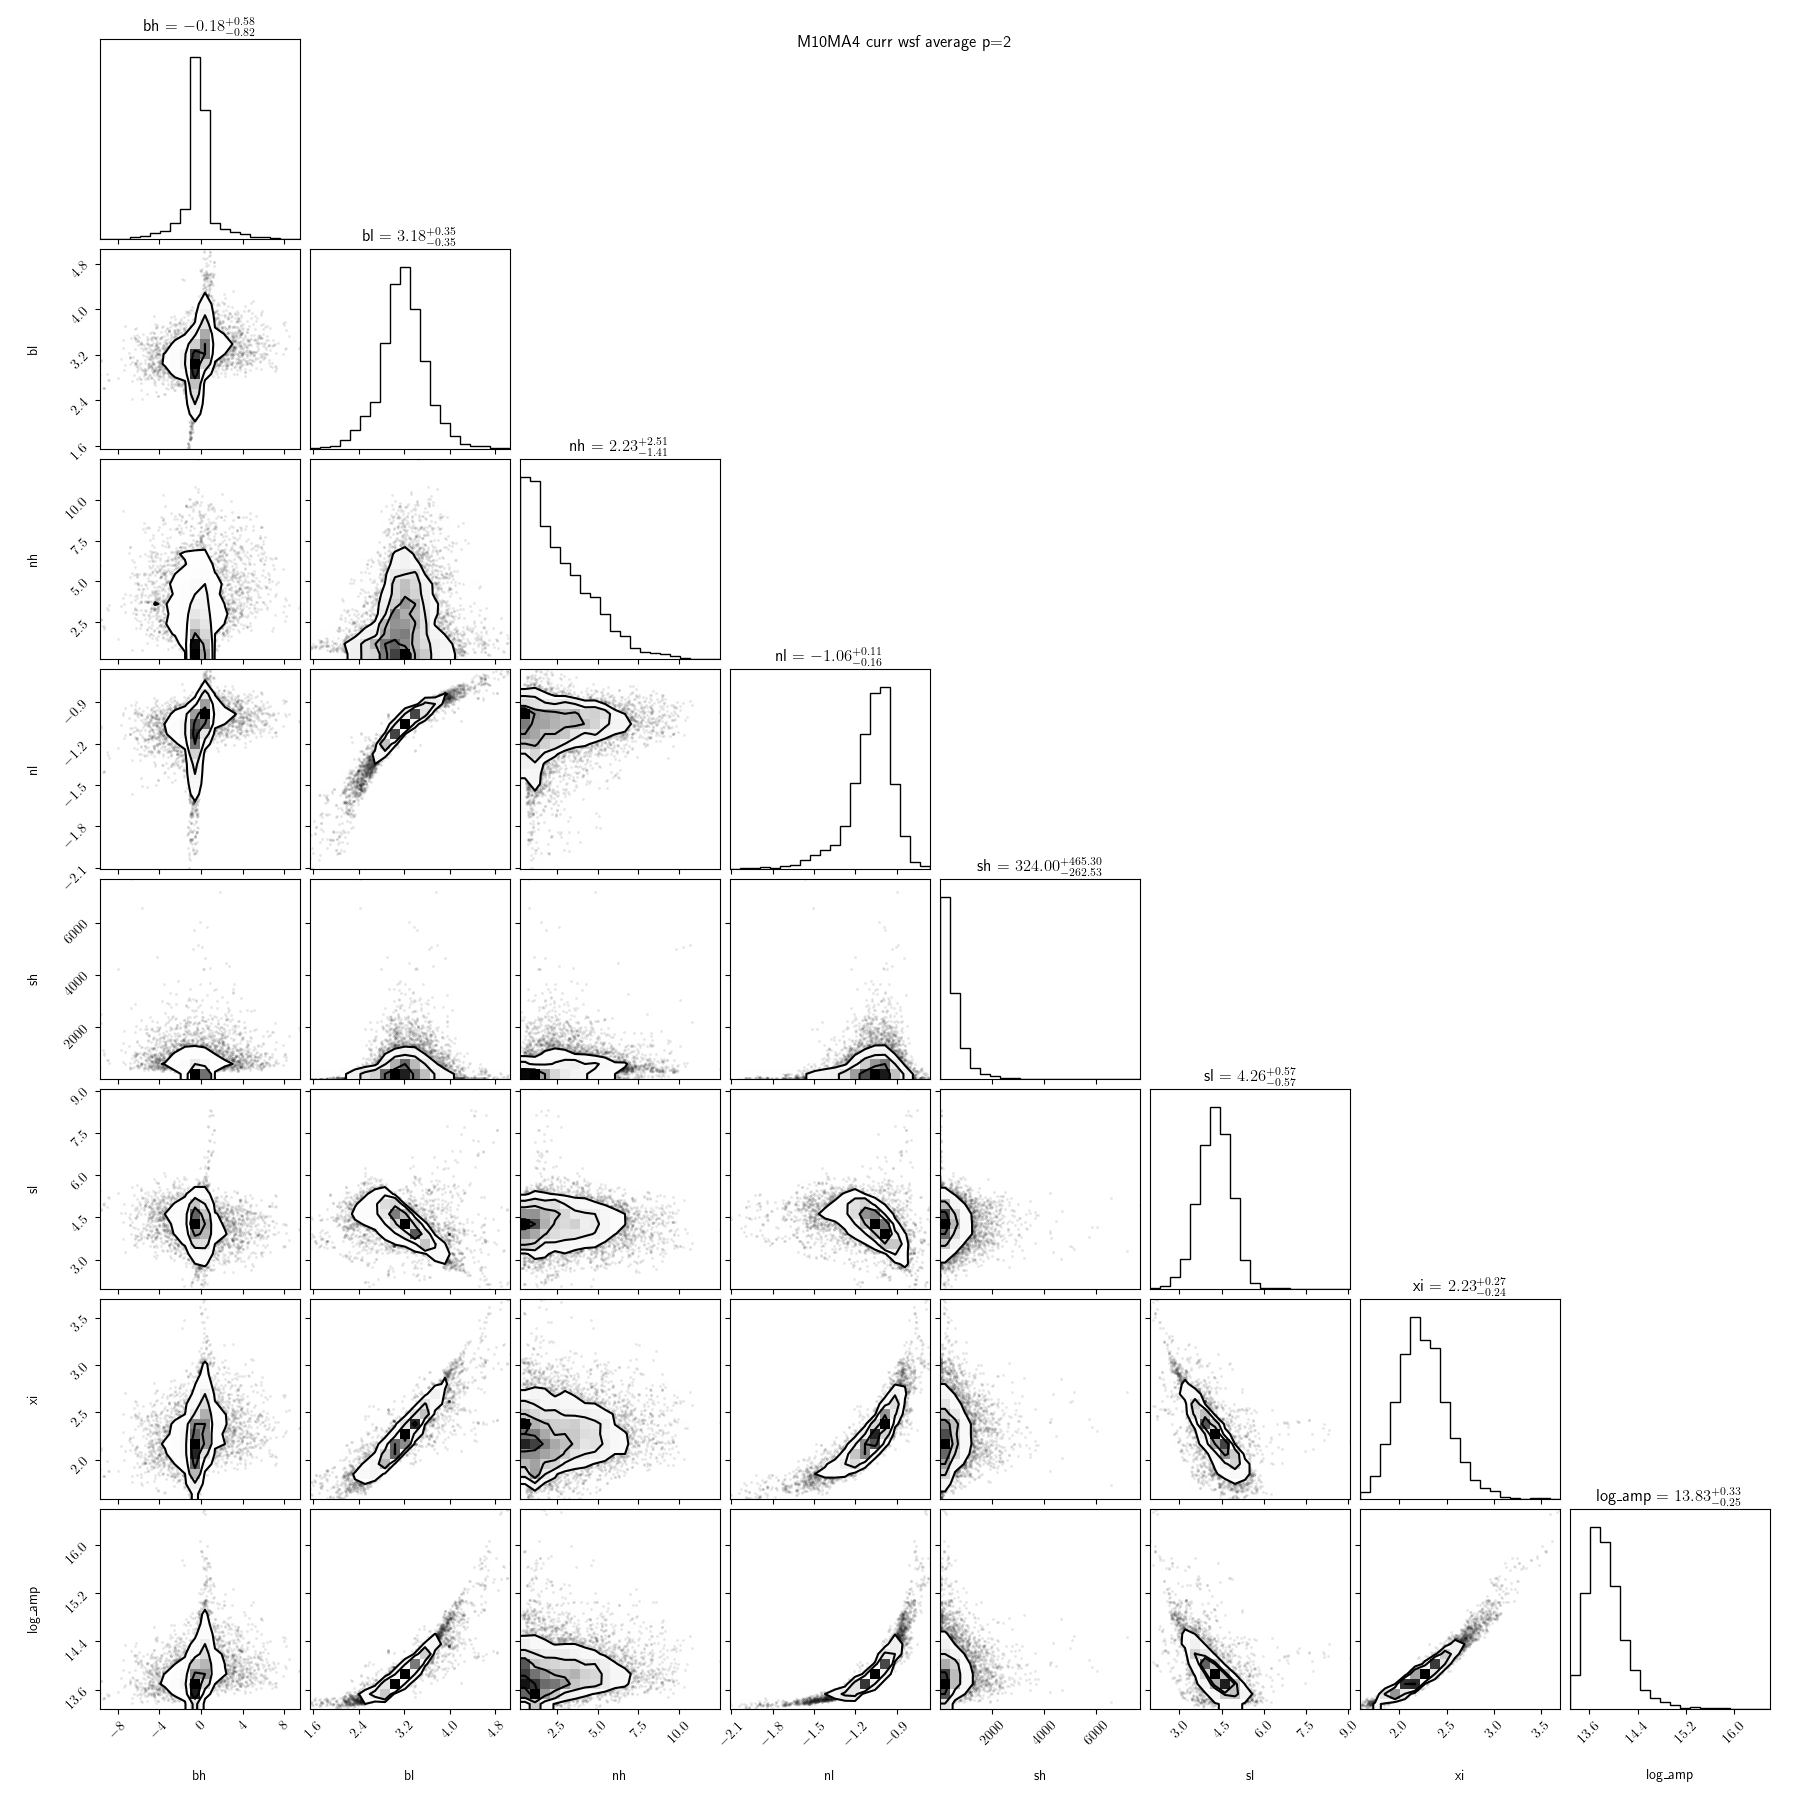 M10MA4 curr wsf average p=2
bh = −0.18+0.58 −0.82
bl = 3.18+0.35 −0.35
bl
4.8
4.0
3.2
2.4
1.6
nh = 2.23+2.51 −1.41
nh
10.0
7.5
5.0
2.5
nl = −1.06+0.11 −0.16
nl
−0.9
−1.2
−1.5
−1.8
−2.1
sh = 324.00+465.30 −262.53
sh
6000
4000
2000
sl = 4.26+0.57 −0.57
sl
9.0
7.5
6.0
4.5
3.0
xi = 2.23+0.27 −0.24
xi
3.5
3.0
2.5
2.0
log_amp = 13.83+0.33 −0.25
log_amp
16.0
15.2
14.4
13.6
−8 −4 0 4 8 1.6 2.4 3.2 4.0 4.8 2.5 5.0 7.5 10.0 −2.1 −1.8 −1.5 −1.2 −0.9 2000 4000 6000 3.0 4.5 6.0 7.5 9.0 2.0 2.5 3.0 3.5 13.6 14.4 15.2 16.0
bh bl nh nl sh sl xi log_amp